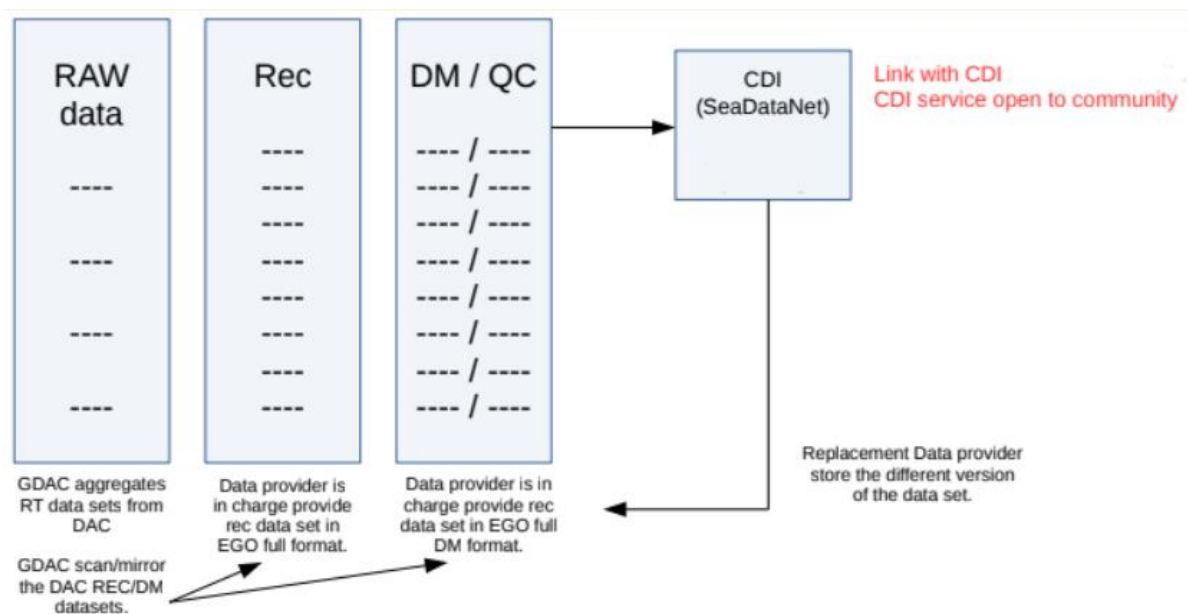 RAW
data
----
----
----
----
Rec
----
----
----
----
----
----
----
----
DM / QC
---- / ----
---- / ----
---- / ----
---- / ----
---- / ----
---- / ----
---- / ----
---- / ----
CDI
(SeaDataNet)
Link with CDI
CDI service open to community
GDAC aggregates
RT data sets from
DAC
Data provider is
in charge provide
rec data set in
EGO full format.
Data provider is in
charge provide rec
data set in EGO full
DM format.
Replacement Data provider
store the different version
of the data set.
GDAC scan/mirror
the DAC REC/DM
datasets.